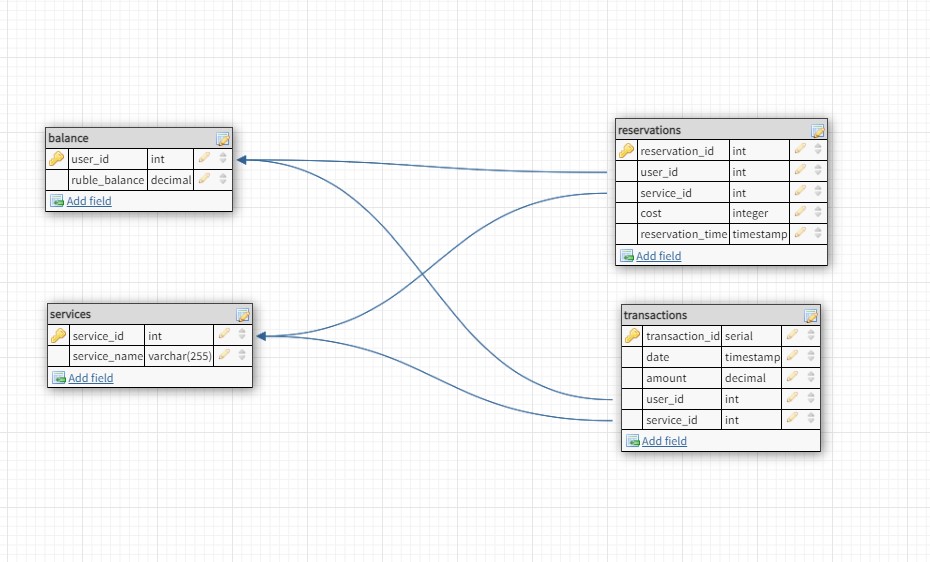 balance
user_id int
ruble_balance decimal
Add field
reservations
reservation_id int
user_id int
service_id int
cost integer
reservation_time timestamp
Add field
services
service_id int
service_name varchar(255)
Add field
transactions
transaction_id serial
date timestamp
amount decimal
user_id int
service_id int
Add field